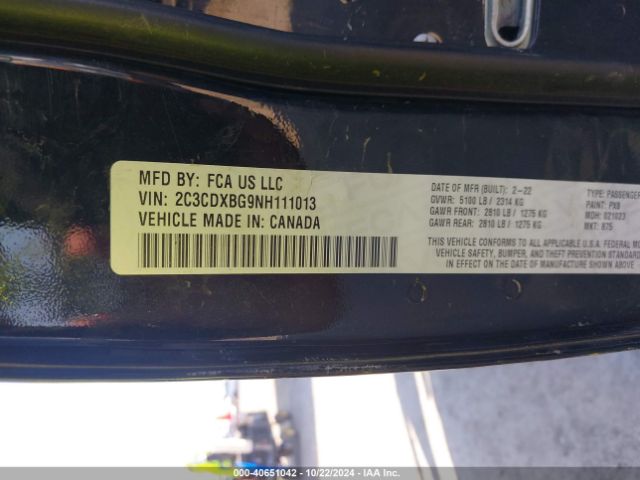 MFD BY: FCA US LLC
VIN: 2C3CDXBG9NH111013
VEHICLE MADE IN: CANADA
DATE OF MFR (BUILT): 2-22
GVWR: 5100 LB / 2314 KG
GAWR FRONT: 2810 LB / 1275 KG
GAWR REAR: 2810 LB / 1275 KG
TYPE: PASSENGER
PAINT: PX8
MDH: 021023
MKT: 875
THIS VEHICLE CONFORMS TO ALL APPLICABLE U.S.A. FEDERAL MO
VEHICLE SAFETY, BUMPER, AND THEFT PREVENTION STANDARD
IN EFFECT ON THE DATE OF MANUFACTURE SHOWN ABOVE
000-40651042 - 10/22/2024 - IAA Inc.